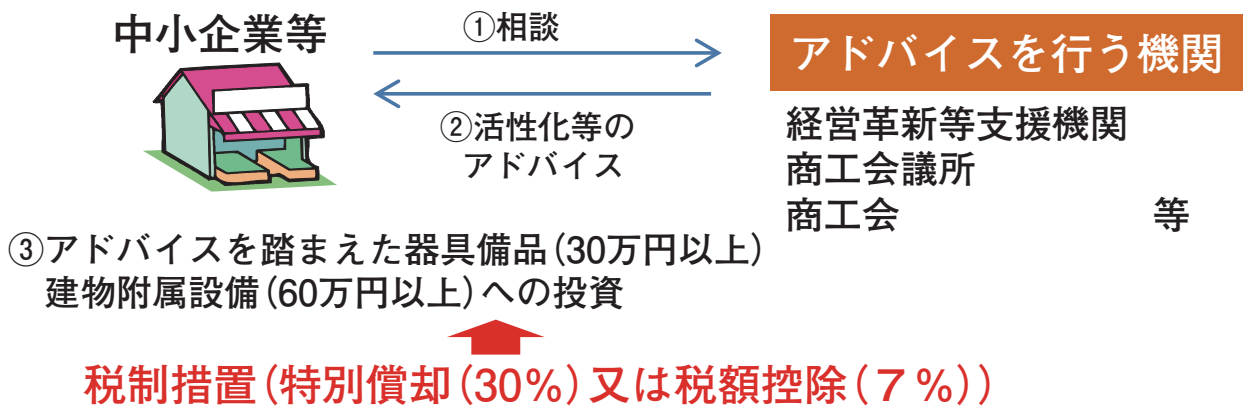 中小企業等
①相談
アドバイスを行う機関
②活性化等の
アドバイス
経営革新等支援機関
商工会議所
商工会 等
③アドバイスを踏まえた器具備品(30万円以上)
建物附属設備(60万円以上)への投資
税制措置(特別償却(30%)又は税額控除(7%))